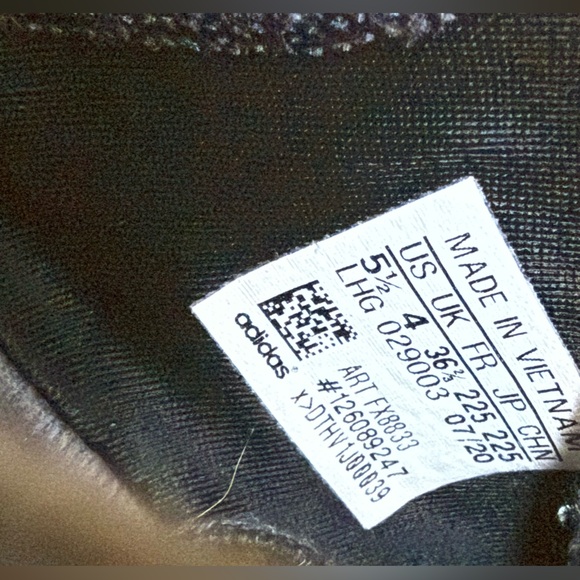 MADE IN VIETNAM
US UK FR JP CHN
5½ 4 36⅔ 225 225
LHG 029003 07/20
ART FX8833
#126089247
X>DTHV1J00039
adidas